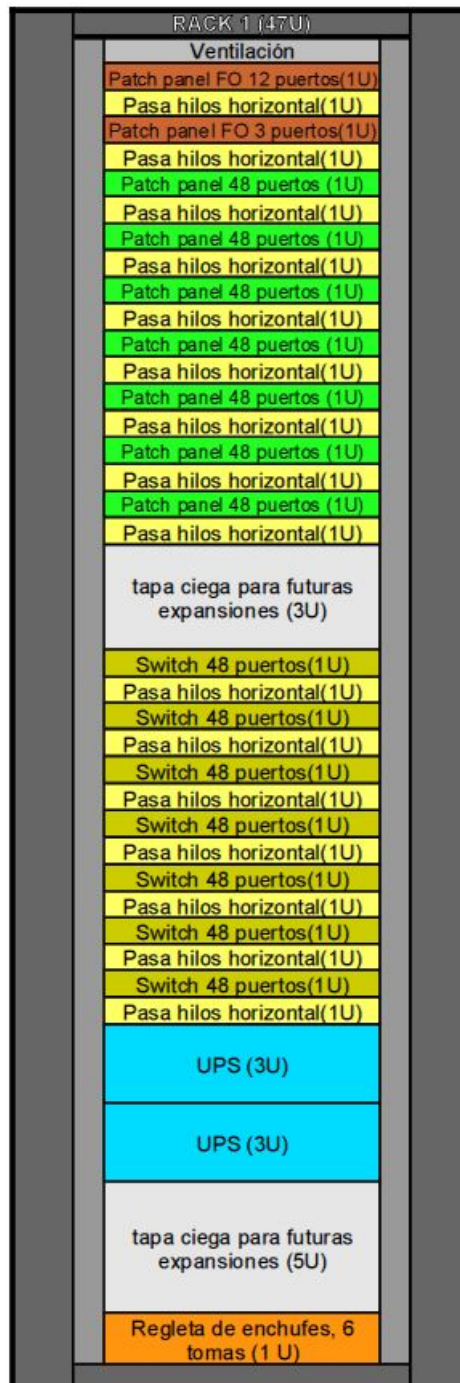 RACK 1 (47U)
Ventilación
Patch panel FO 12 puertos(1U)
Pasa hilos horizontal(1U)
Patch panel FO 3 puertos(1U)
Pasa hilos horizontal(1U)
Patch panel 48 puertos (1U)
Pasa hilos horizontal(1U)
Patch panel 48 puertos (1U)
Pasa hilos horizontal(1U)
Patch panel 48 puertos (1U)
Pasa hilos horizontal(1U)
Patch panel 48 puertos (1U)
Pasa hilos horizontal(1U)
Patch panel 48 puertos (1U)
Pasa hilos horizontal(1U)
Patch panel 48 puertos (1U)
Pasa hilos horizontal(1U)
Patch panel 48 puertos (1U)
Pasa hilos horizontal(1U)
tapa ciega para futuras
expansiones (3U)
Switch 48 puertos(1U)
Pasa hilos horizontal(1U)
Switch 48 puertos(1U)
Pasa hilos horizontal(1U)
Switch 48 puertos(1U)
Pasa hilos horizontal(1U)
Switch 48 puertos(1U)
Pasa hilos horizontal(1U)
Switch 48 puertos(1U)
Pasa hilos horizontal(1U)
Switch 48 puertos(1U)
Pasa hilos horizontal(1U)
Switch 48 puertos(1U)
Pasa hilos horizontal(1U)
UPS (3U)
UPS (3U)
tapa ciega para futuras
expansiones (5U)
Regleta de enchufes, 6
tomas (1 U)